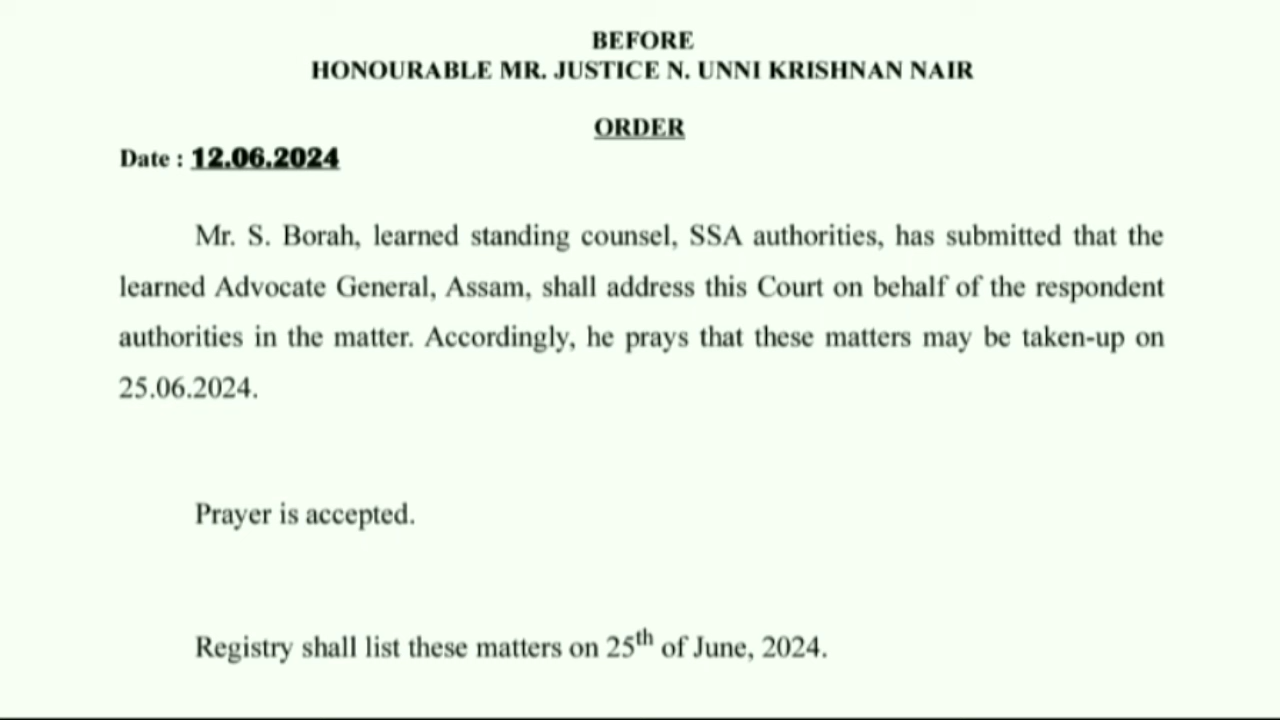 BEFORE
HONOURABLE MR. JUSTICE N. UNNI KRISHNAN NAIR
ORDER
Date : 12.06.2024
Mr. S. Borah, learned standing counsel, SSA authorities, has submitted that the
learned Advocate General, Assam, shall address this Court on behalf of the respondent
authorities in the matter. Accordingly, he prays that these matters may be taken-up on
25.06.2024.
Prayer is accepted.
Registry shall list these matters on 25th of June, 2024.